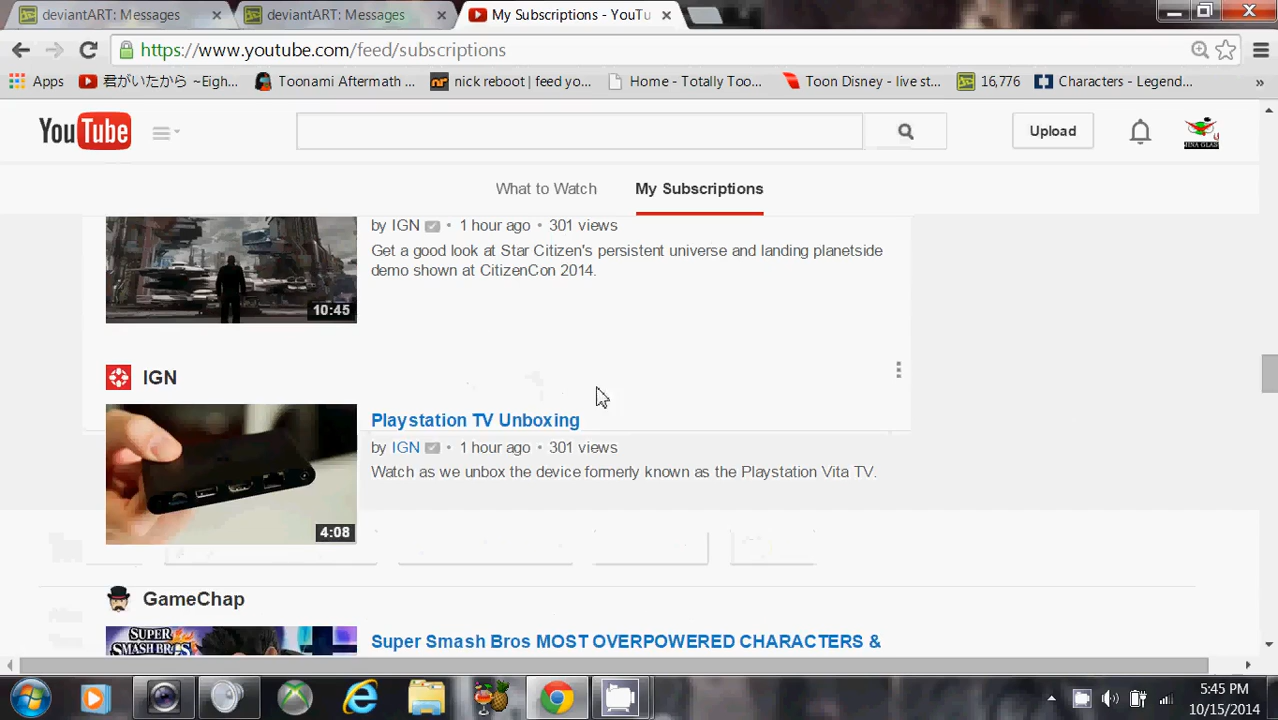 deviantART: Messages
deviantART: Messages
My Subscriptions - YouTu
https://www.youtube.com/feed/subscriptions
Apps
君がいたから ~Eigh...
Toonami Aftermath ...
nick reboot | feed yo...
Home - Totally Too...
Toon Disney - live st...
16,776
Characters - Legend...
»
YouTube
Upload
What to Watch
My Subscriptions
by IGN • 1 hour ago • 301 views
Get a good look at Star Citizen's persistent universe and landing planetside
demo shown at CitizenCon 2014.
10:45
IGN
Playstation TV Unboxing
by IGN • 1 hour ago • 301 views
Watch as we unbox the device formerly known as the Playstation Vita TV.
4:08
GameChap
SUPER
SMASH BROS
Super Smash Bros MOST OVERPOWERED CHARACTERS &
5:45 PM
10/15/2014